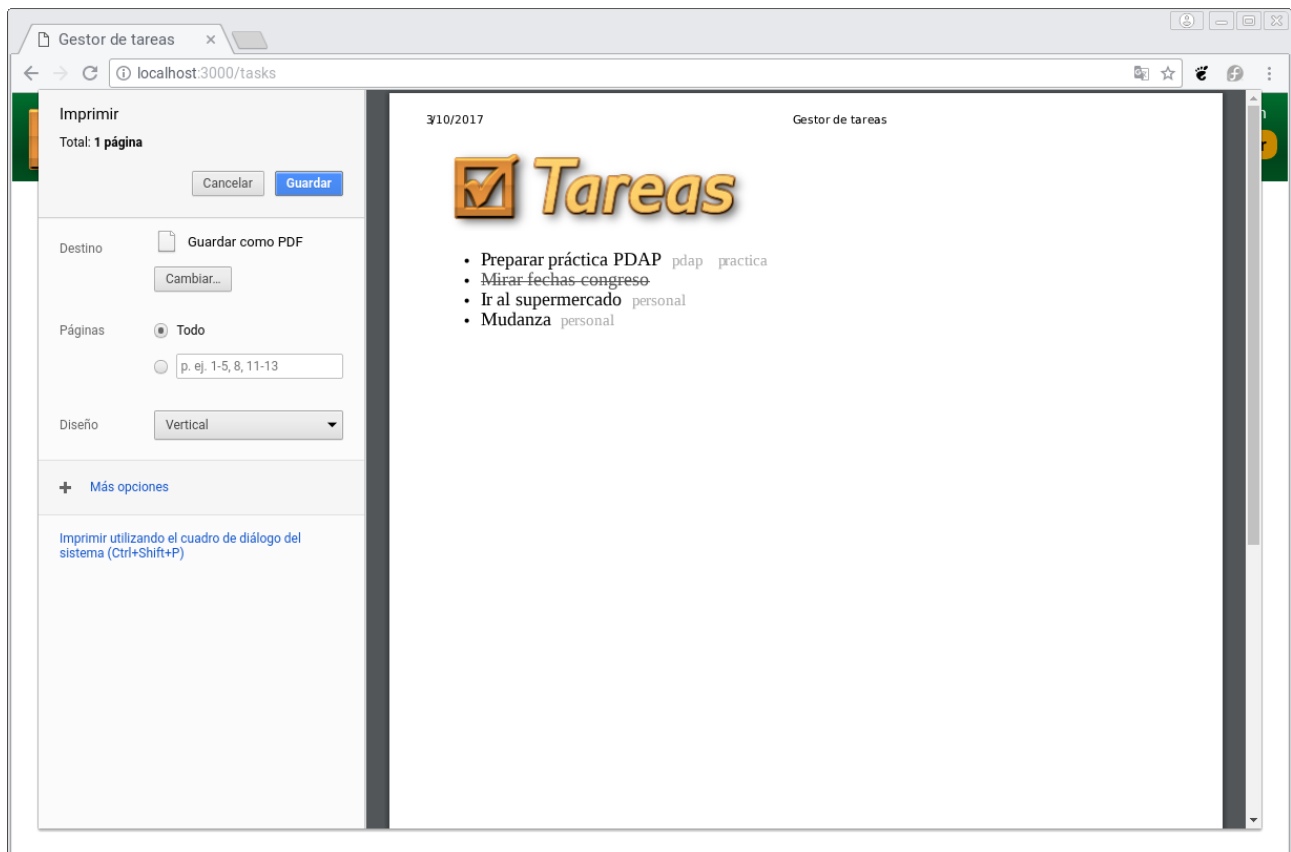 Gestor de tareas
localhost:3000/tasks
Imprimir
Total: 1 página
Cancelar Guardar
Destino Guardar como PDF
Cambiar...
Páginas Todo
p. ej. 1-5, 8, 11-13
Diseño Vertical
Más opciones
Imprimir utilizando el cuadro de diálogo del
sistema (Ctrl+Shift+P)
3/10/2017 Gestor de tareas
Tareas
Preparar práctica PDAP pdap practica
Mirar fechas congreso
Ir al supermercado personal
Mudanza personal